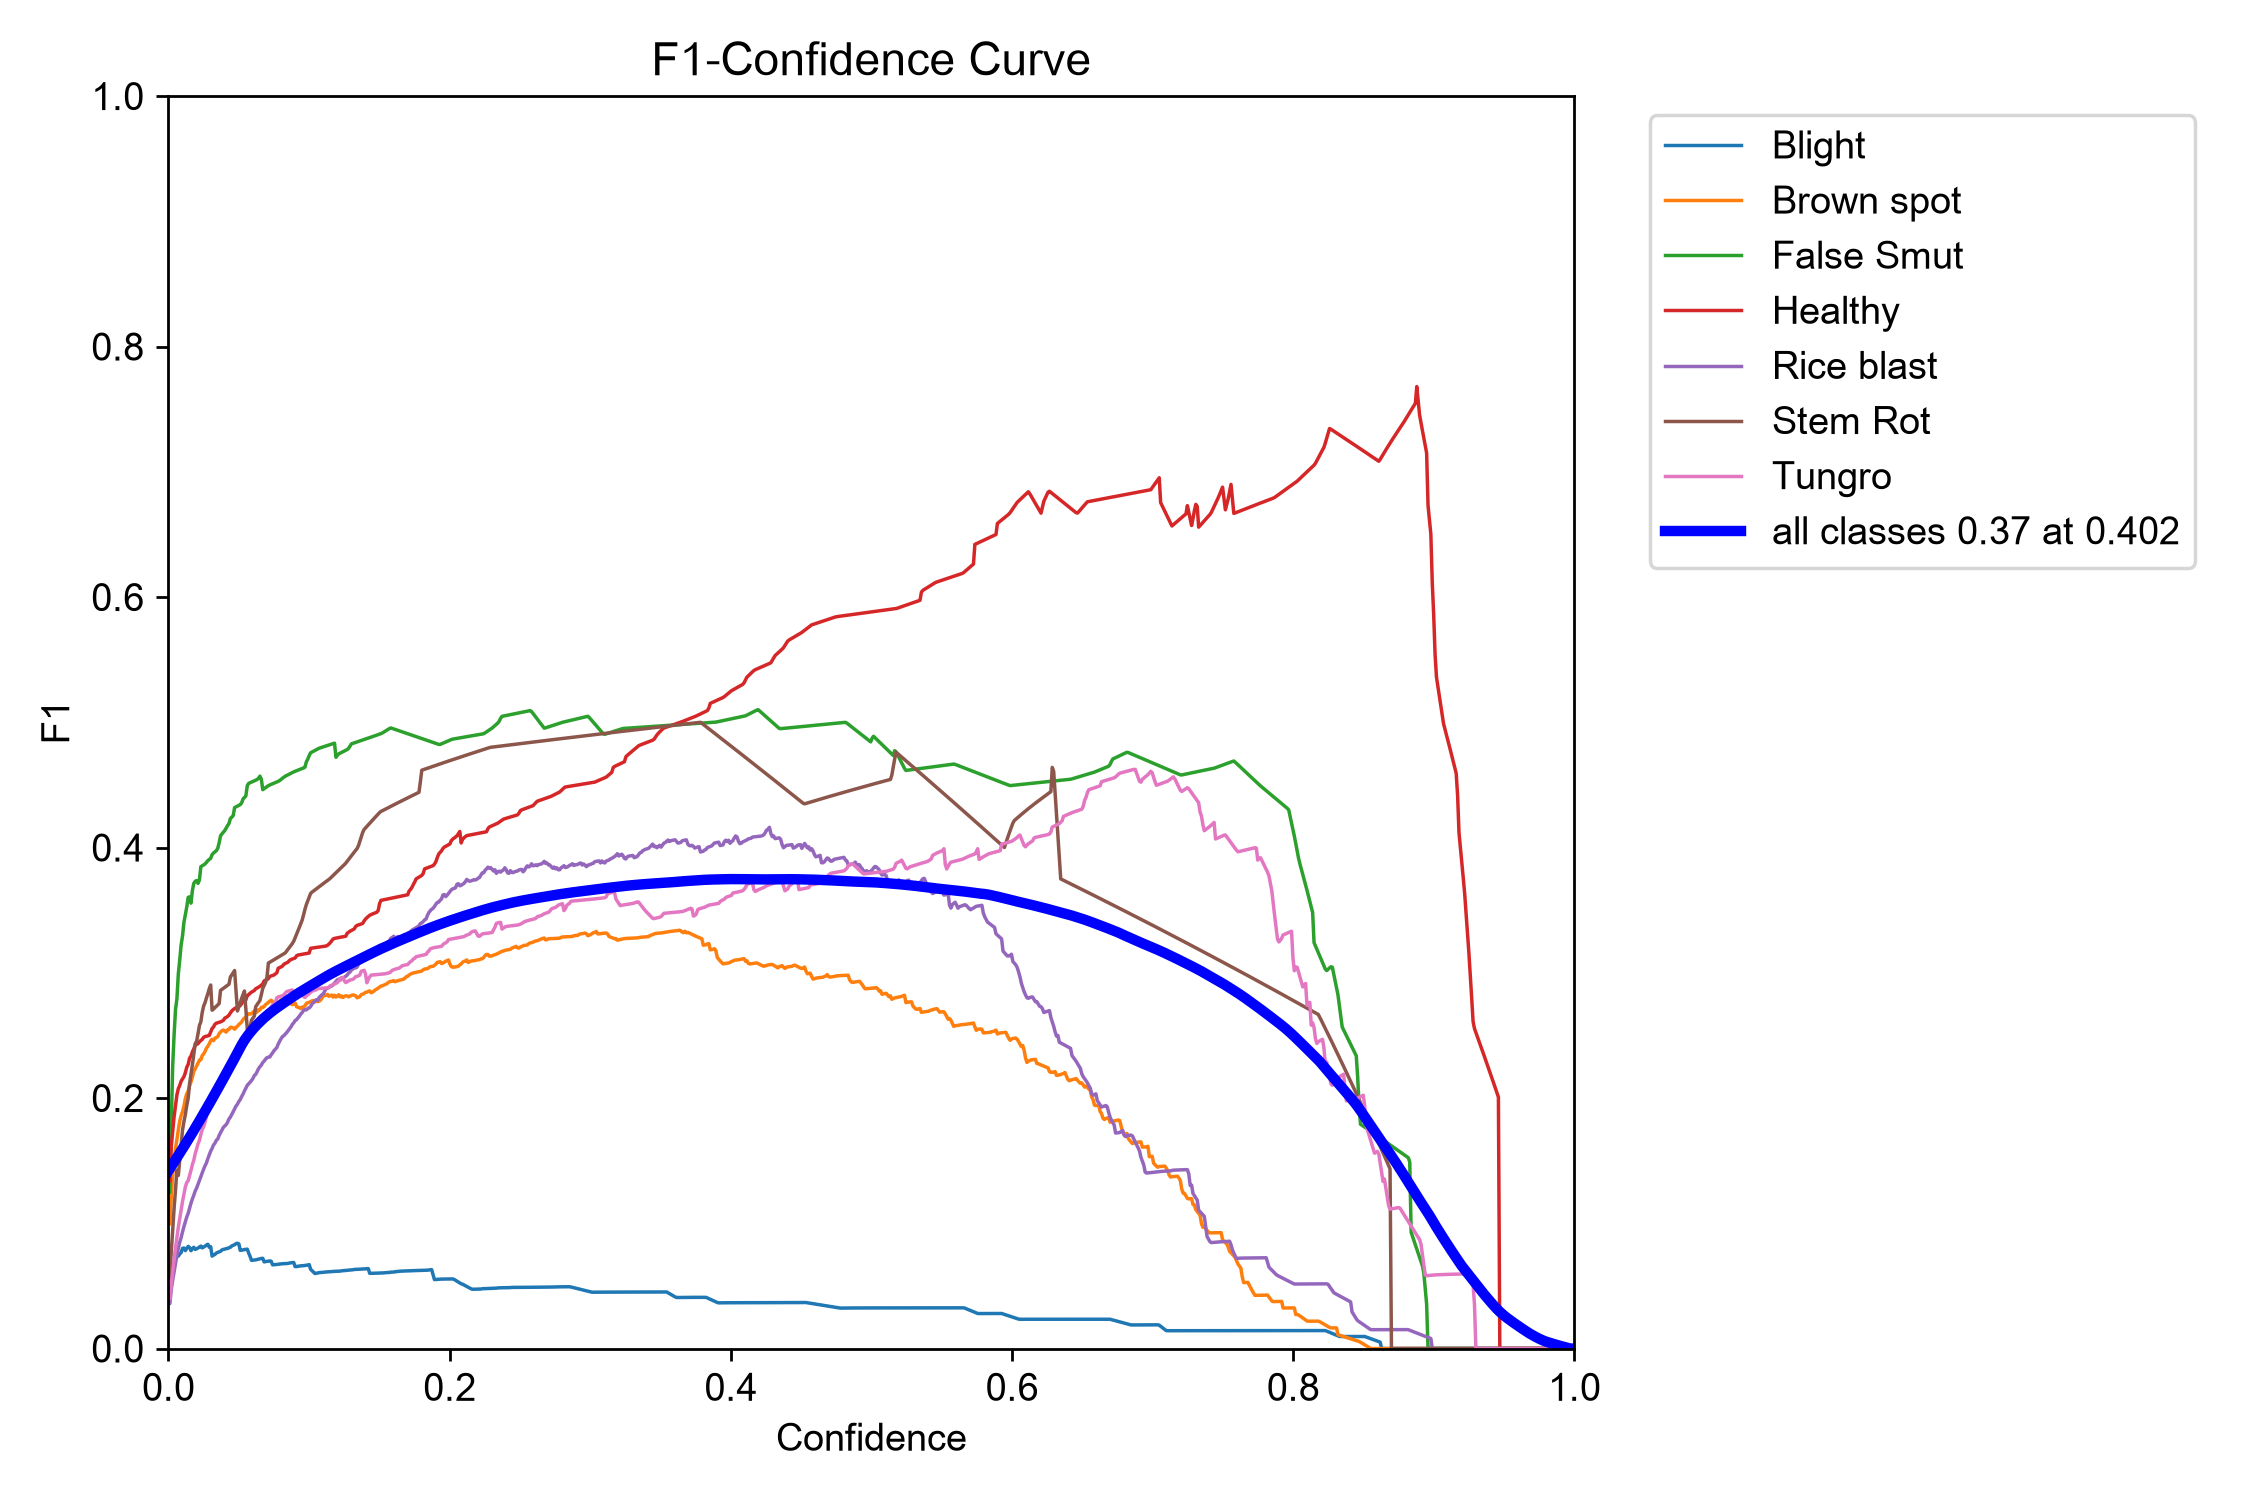 F1-Confidence Curve
1.0
0.8
0.6
0.4
0.2
0.0
F1
0.0 0.2 0.4 0.6 0.8 1.0
Confidence
Blight
Brown spot
False Smut
Healthy
Rice blast
Stem Rot
Tungro
all classes 0.37 at 0.402